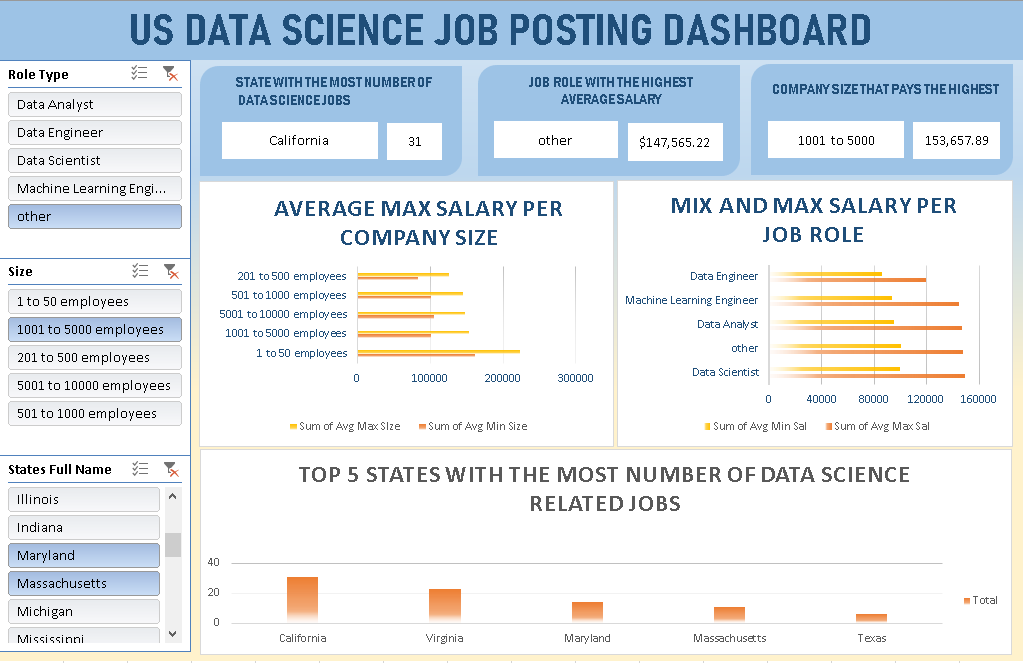 US DATA SCIENCE JOB POSTING DASHBOARD
Role Type
Data Analyst
Data Engineer
Data Scientist
Machine Learning Engi...
other
Size
1 to 50 employees
1001 to 5000 employees
201 to 500 employees
5001 to 10000 employees
501 to 1000 employees
States Full Name
Illinois
Indiana
Maryland
Massachusetts
Michigan
Mississippi
STATE WITH THE MOST NUMBER OF
DATA SCIENCE JOBS
California
31
JOB ROLE WITH THE HIGHEST
AVERAGE SALARY
other
$147,565.22
COMPANY SIZE THAT PAYS THE HIGHEST
1001 to 5000
153,657.89
AVERAGE MAX SALARY PER
COMPANY SIZE
201 to 500 employees
501 to 1000 employees
5001 to 10000 employees
1001 to 5000 employees
1 to 50 employees
0 100000 200000 300000
Sum of Avg Max SIze Sum of Avg Min Size
MIX AND MAX SALARY PER
JOB ROLE
Data Engineer
Machine Learning Engineer
Data Analyst
other
Data Scientist
0 40000 80000 120000 160000
Sum of Avg Min Sal Sum of Avg Max Sal
TOP 5 STATES WITH THE MOST NUMBER OF DATA SCIENCE
RELATED JOBS
40
20
0
California Virginia Maryland Massachusetts Texas
Total